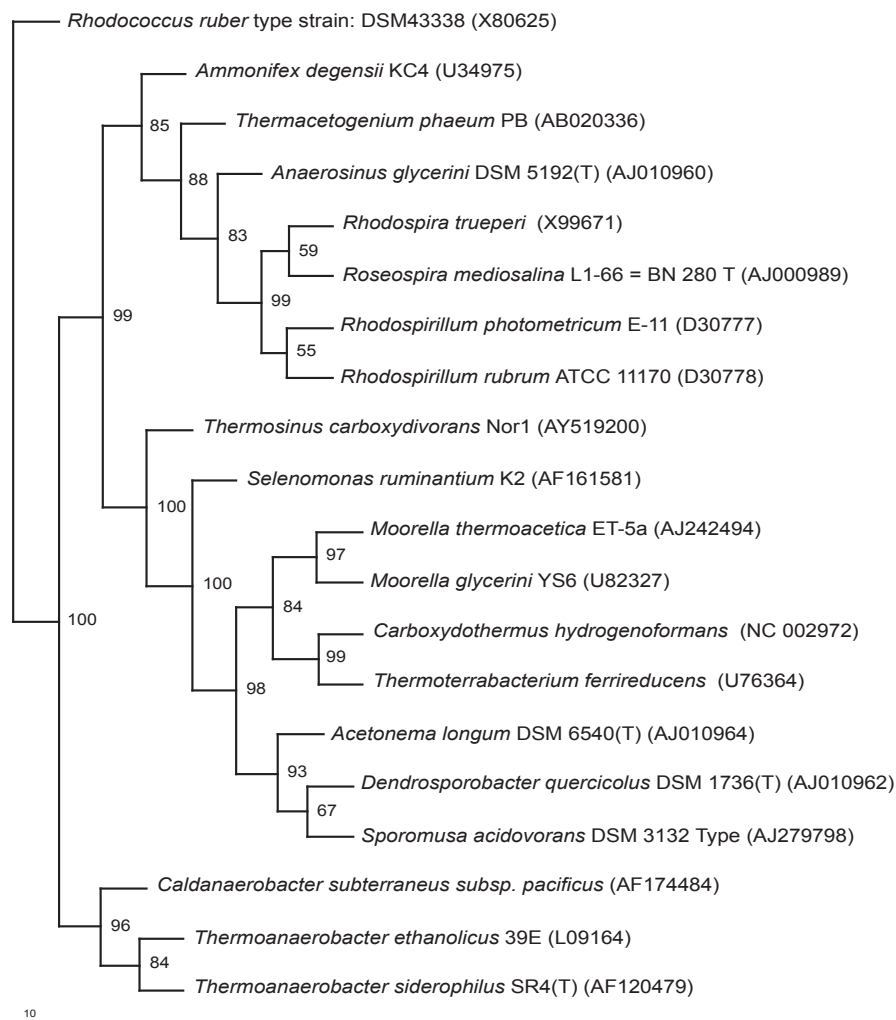 Rhodococcus ruber type strain: DSM43338 (X80625)
Ammonifex degensii KC4 (U34975)
85
Thermacetogenium phaeum PB (AB020336)
88
Anaerosinus glycerini DSM 5192(T) (AJ010960)
83
Rhodospira trueperi (X99671)
59
Roseospira mediosalina L1-66 = BN 280 T (AJ000989)
99
99
Rhodospirillum photometricum E-11 (D30777)
55
Rhodospirillum rubrum ATCC 11170 (D30778)
Thermosinus carboxydivorans Nor1 (AY519200)
100
Selenomonas ruminantium K2 (AF161581)
Moorella thermoacetica ET-5a (AJ242494)
97
100
Moorella glycerini YS6 (U82327)
84
100
Carboxydothermus hydrogenoformans (NC 002972)
99
Thermoterrabacterium ferrireducens (U76364)
98
Acetonema longum DSM 6540(T) (AJ010964)
93
Dendrosporobacter quercicolus DSM 1736(T) (AJ010962)
67
Sporomusa acidovorans DSM 3132 Type (AJ279798)
Caldanaerobacter subterraneus subsp. pacificus (AF174484)
96
Thermoanaerobacter ethanolicus 39E (L09164)
84
Thermoanaerobacter siderophilus SR4(T) (AF120479)
10